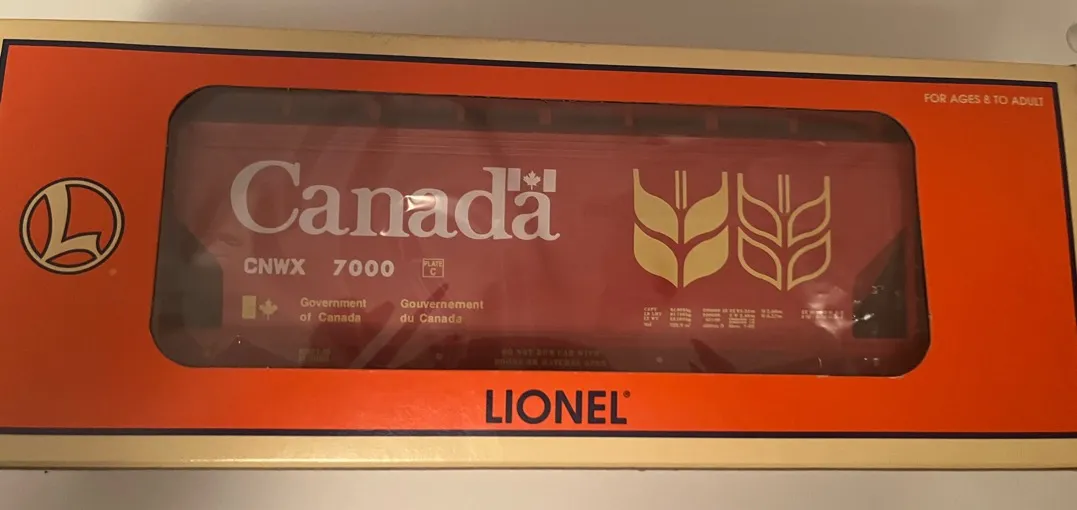 FOR AGES 8 TO ADULT
L
Canada
CNWX 7000
PLATE C
Government Gouvernement
of Canada du Canada
LIONEL®